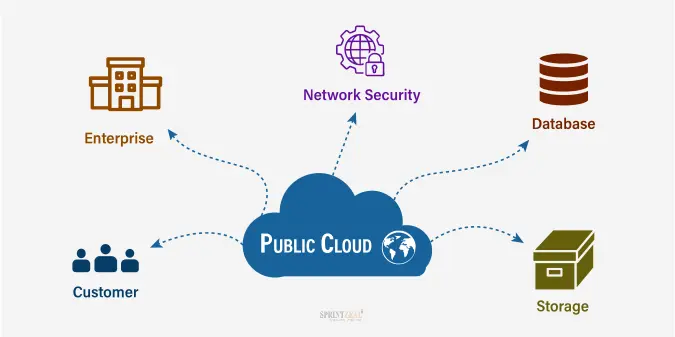 Network Security
Enterprise
Database
PUBLIC CLOUD
Customer
Storage